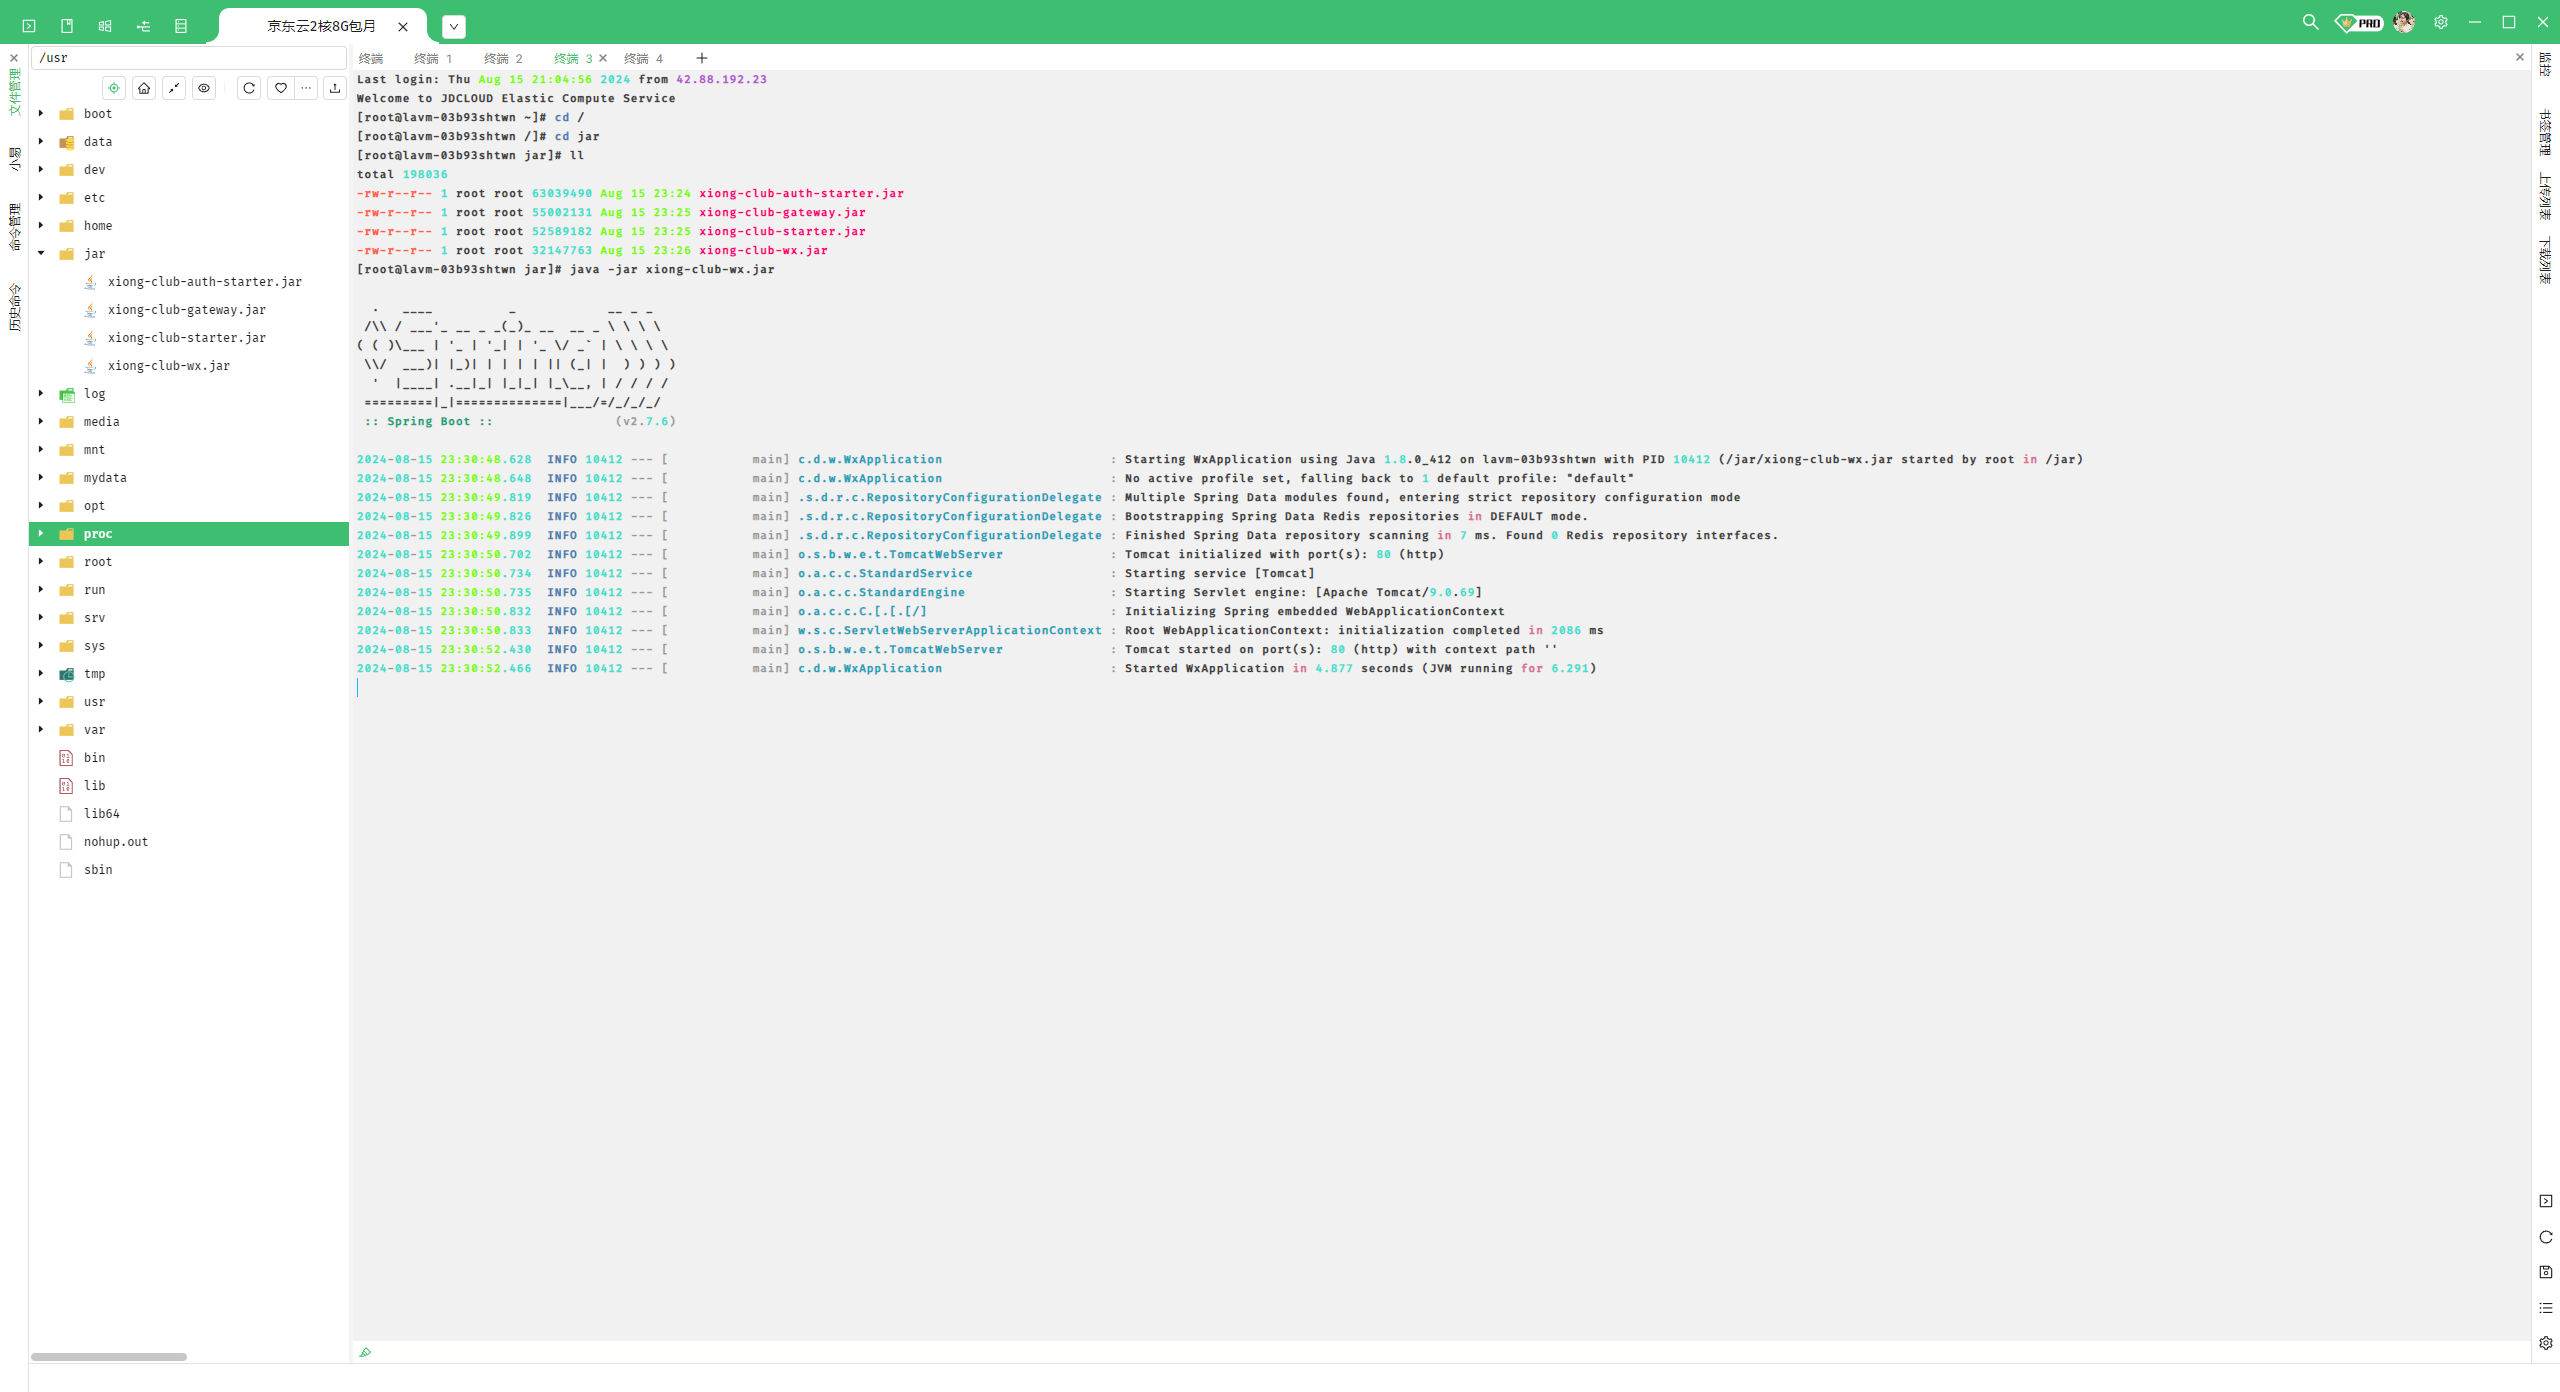 京东云2核8G包月
PRO
文件管理
小易
命令管理
历史命令
/usr
boot
data
dev
etc
home
jar
xiong-club-auth-starter.jar
xiong-club-gateway.jar
xiong-club-starter.jar
xiong-club-wx.jar
log
media
mnt
mydata
opt
proc
root
run
srv
sys
tmp
usr
var
bin
lib
lib64
nohup.out
sbin
终端 终端 1 终端 2 终端 3 终端 4
Last login: Thu Aug 15 21:04:56 2024 from 42.88.192.23
Welcome to JDCLOUD Elastic Compute Service
[root@lavm-03b93shtwn ~]# cd /
[root@lavm-03b93shtwn /]# cd jar
[root@lavm-03b93shtwn jar]# ll
total 198036
-rw-r--r-- 1 root root 63039490 Aug 15 23:24 xiong-club-auth-starter.jar
-rw-r--r-- 1 root root 55002131 Aug 15 23:25 xiong-club-gateway.jar
-rw-r--r-- 1 root root 52589182 Aug 15 23:25 xiong-club-starter.jar
-rw-r--r-- 1 root root 32147763 Aug 15 23:26 xiong-club-wx.jar
[root@lavm-03b93shtwn jar]# java -jar xiong-club-wx.jar
  .   ____          _            __ _ _
 /\\ / ___'_ __ _ _(_)_ __  __ _ \ \ \ \
( ( )\___ | '_ | '_| | '_ \/ _` | \ \ \ \
 \\/  ___)| |_)| | | | | || (_| |  ) ) ) )
  '  |____| .__|_| |_|_| |_\__, | / / / /
 =========|_|==============|___/=/_/_/_/
 :: Spring Boot ::                (v2.7.6)
2024-08-15 23:30:48.628  INFO 10412 --- [           main] c.d.w.WxApplication                      : Starting WxApplication using Java 1.8.0_412 on lavm-03b93shtwn with PID 10412 (/jar/xiong-club-wx.jar started by root in /jar)
2024-08-15 23:30:48.648  INFO 10412 --- [           main] c.d.w.WxApplication                      : No active profile set, falling back to 1 default profile: "default"
2024-08-15 23:30:49.819  INFO 10412 --- [           main] .s.d.r.c.RepositoryConfigurationDelegate : Multiple Spring Data modules found, entering strict repository configuration mode
2024-08-15 23:30:49.826  INFO 10412 --- [           main] .s.d.r.c.RepositoryConfigurationDelegate : Bootstrapping Spring Data Redis repositories in DEFAULT mode.
2024-08-15 23:30:49.899  INFO 10412 --- [           main] .s.d.r.c.RepositoryConfigurationDelegate : Finished Spring Data repository scanning in 7 ms. Found 0 Redis repository interfaces.
2024-08-15 23:30:50.702  INFO 10412 --- [           main] o.s.b.w.e.t.TomcatWebServer              : Tomcat initialized with port(s): 80 (http)
2024-08-15 23:30:50.734  INFO 10412 --- [           main] o.a.c.c.StandardService                  : Starting service [Tomcat]
2024-08-15 23:30:50.735  INFO 10412 --- [           main] o.a.c.c.StandardEngine                   : Starting Servlet engine: [Apache Tomcat/9.0.69]
2024-08-15 23:30:50.832  INFO 10412 --- [           main] o.a.c.c.C.[.[.[/]                        : Initializing Spring embedded WebApplicationContext
2024-08-15 23:30:50.833  INFO 10412 --- [           main] w.s.c.ServletWebServerApplicationContext : Root WebApplicationContext: initialization completed in 2086 ms
2024-08-15 23:30:52.430  INFO 10412 --- [           main] o.s.b.w.e.t.TomcatWebServer              : Tomcat started on port(s): 80 (http) with context path ''
2024-08-15 23:30:52.466  INFO 10412 --- [           main] c.d.w.WxApplication                      : Started WxApplication in 4.877 seconds (JVM running for 6.291)
监控
书签管理
上传列表
下载列表